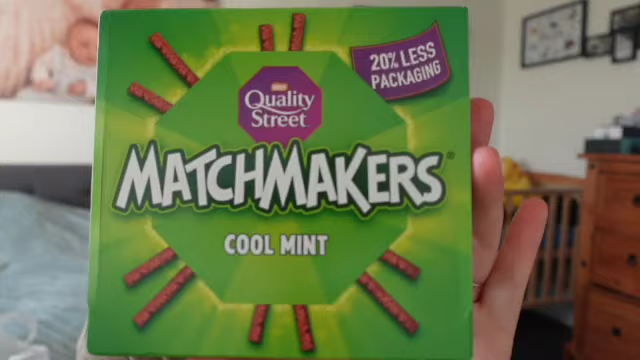 20% LESS
PACKAGING
Quality
Street
MATCHMAKERS®
COOL MINT